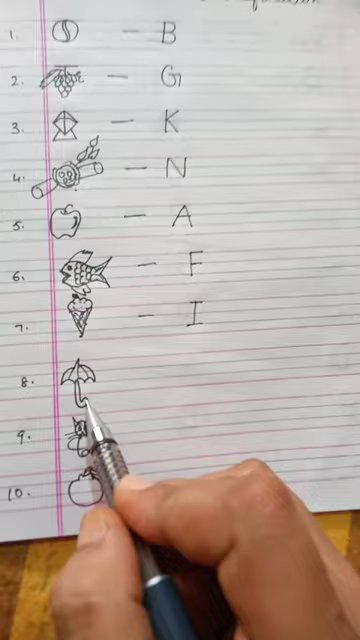 1. — B
2. — G
3. — K
4. — N
5. — A
6. — F
7. — I
8.
9.
10.